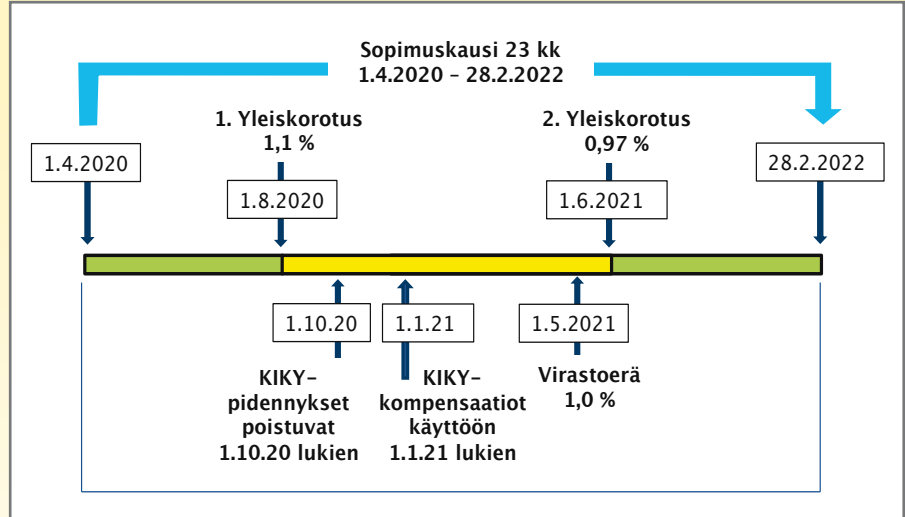 Sopimuskausi 23 kk
1.4.2020 – 28.2.2022
1. Yleiskorotus
1,1 %
2. Yleiskorotus
0,97 %
1.4.2020
28.2.2022
1.8.2020
1.6.2021
1.10.20
1.1.21
1.5.2021
KIKY-
pidennykset
poistuvat
1.10.20 lukien
KIKY-
kompensaatiot
käyttöön
1.1.21 lukien
Virastoerä
1,0 %